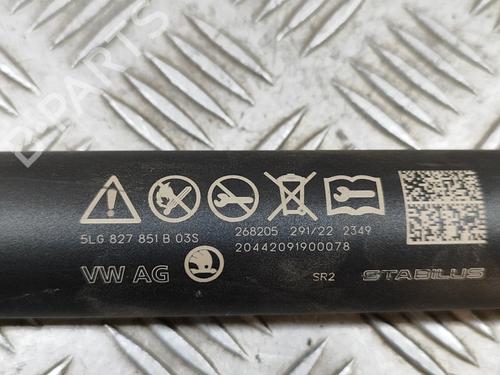 5LG 827 851 B 03S
268205 291/22 2349
20442091900078
VW AG
SR2
STABILUS
B-PARTS